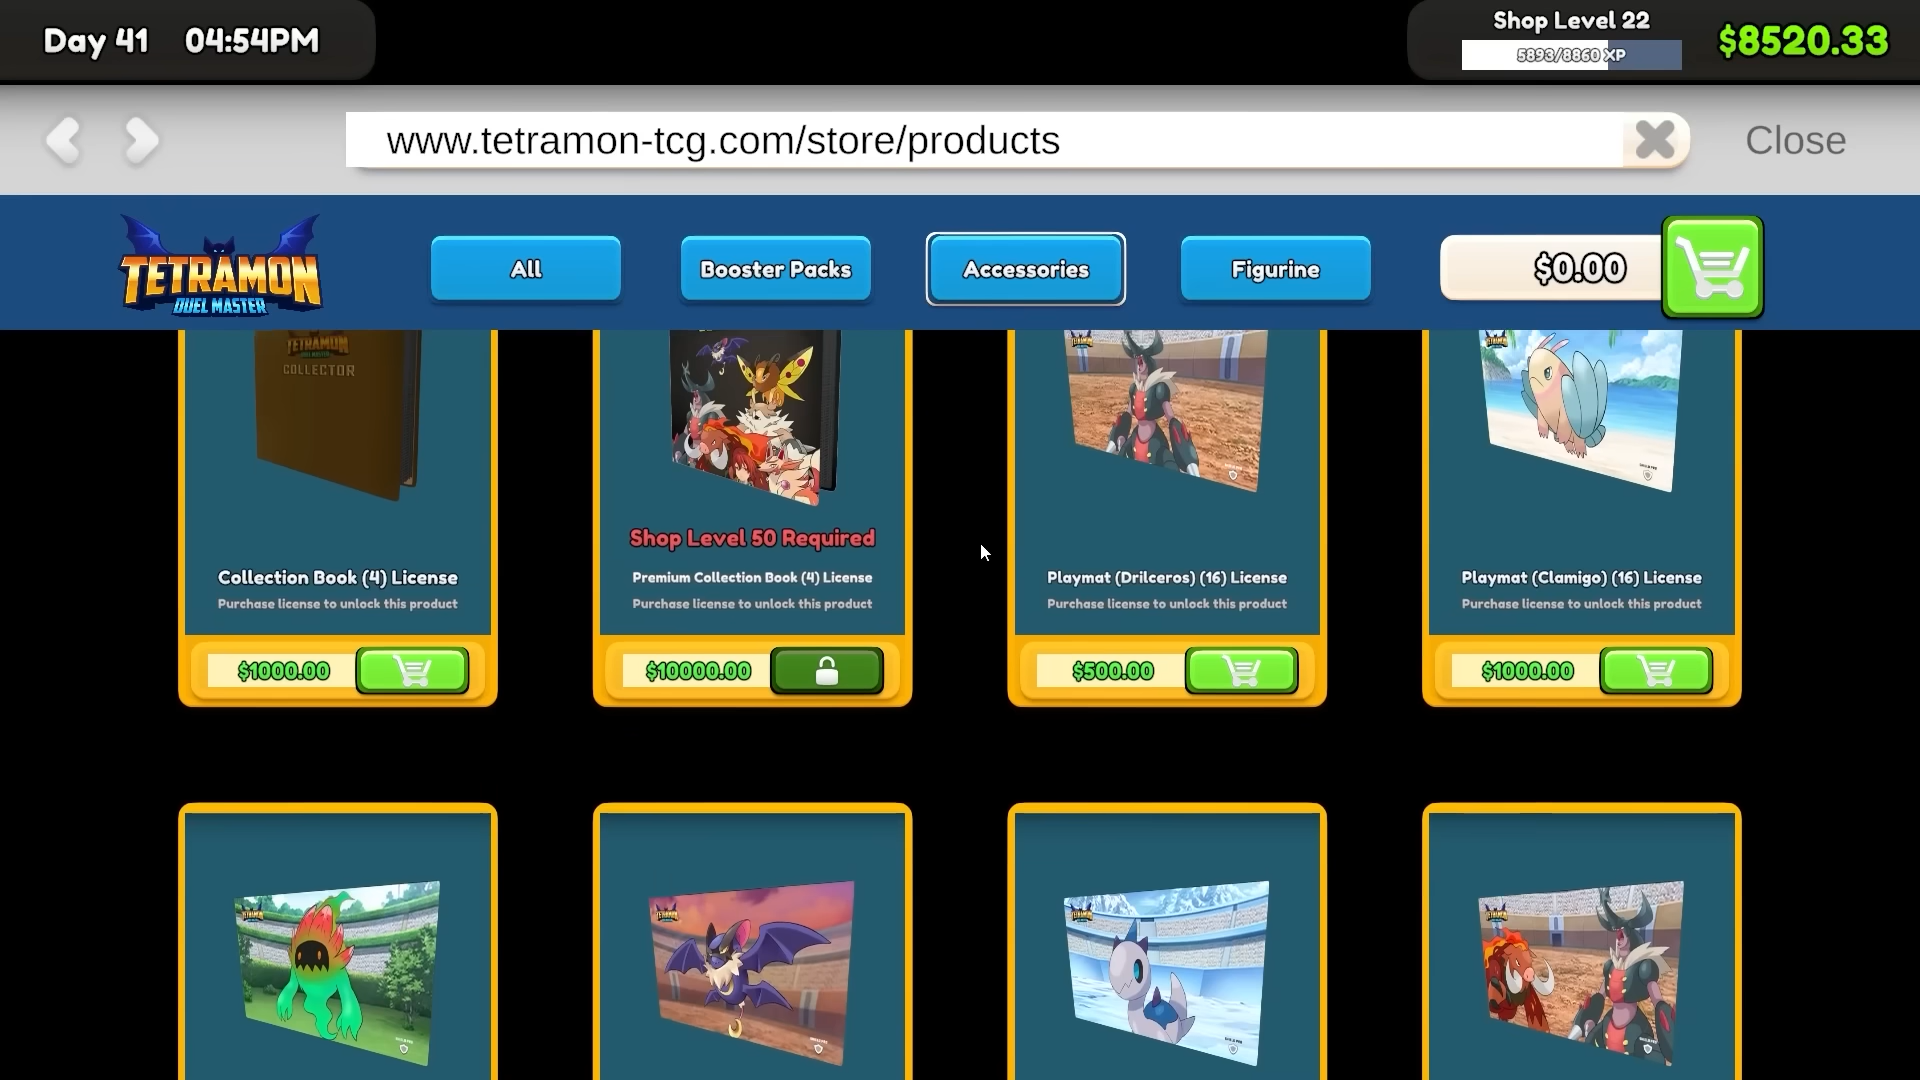 Day 41 04:54PM
Shop Level 22
5893/8860 XP
$8520.33
www.tetramon-tcg.com/store/products
Close
TETRAMON
DUEL MASTER
All
Booster Packs
Accessories
Figurine
$0.00
TETRAMON
COLLECTOR
Shop Level 50 Required
Collection Book (4) License
Purchase license to unlock this product
Premium Collection Book (4) License
Purchase license to unlock this product
Playmat (Drilceros) (16) License
Purchase license to unlock this product
Playmat (Clamigo) (16) License
Purchase license to unlock this product
$1000.00
$10000.00
$500.00
$1000.00
TETRAMON
TETRAMON
TETRAMON
TETRAMON